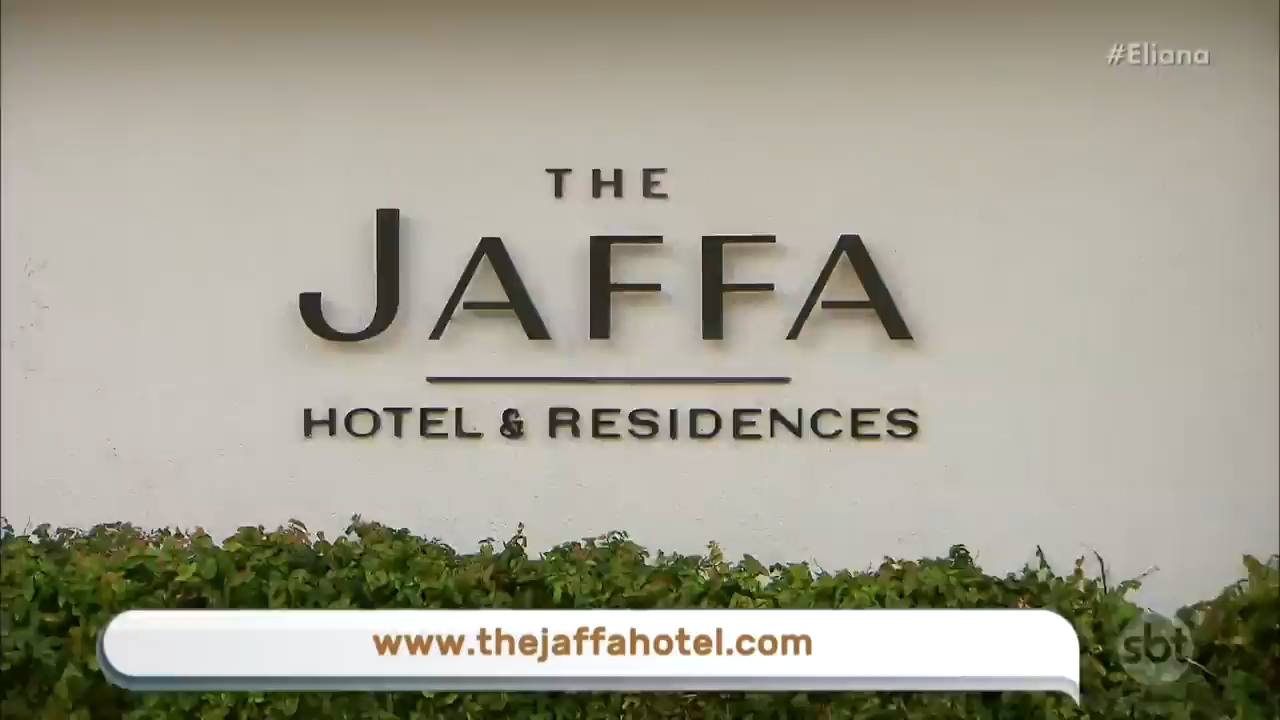 #Eliana
THE
JAFFA
HOTEL & RESIDENCES
www.thejaffahotel.com
sbt